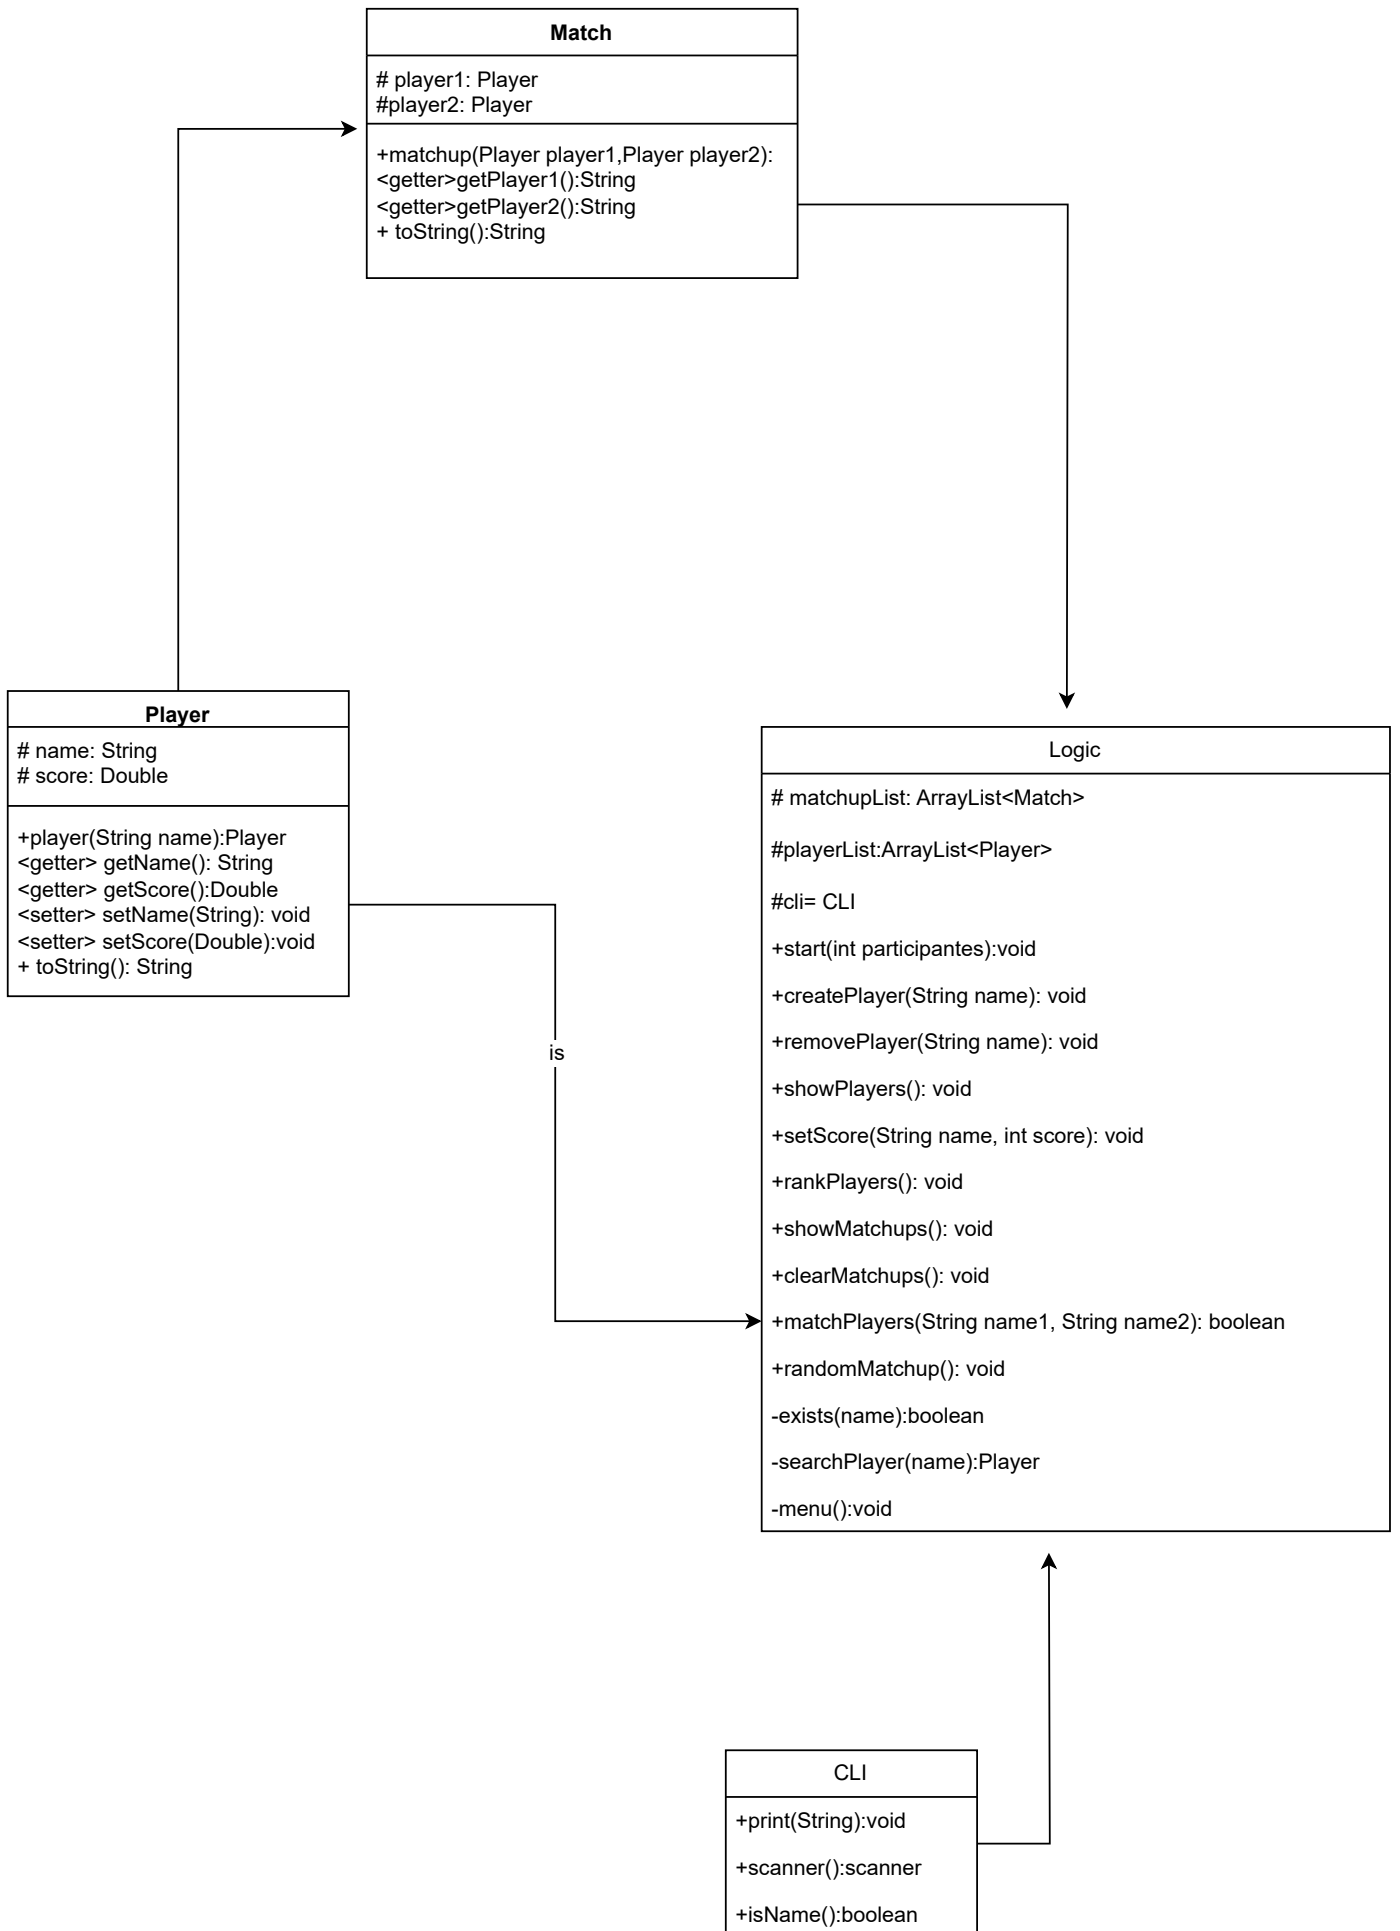 Match
# player1: Player
#player2: Player
+matchup(Player player1,Player player2):
<getter>getPlayer1():String
<getter>getPlayer2():String
+ toString():String
Player
# name: String
# score: Double
+player(String name):Player
<getter> getName(): String
<getter> getScore():Double
<setter> setName(String): void
<setter> setScore(Double):void
+ toString(): String
is
Logic
# matchupList: ArrayList<Match>
#playerList:ArrayList<Player>
#cli= CLI
+start(int participantes):void
+createPlayer(String name): void
+removePlayer(String name): void
+showPlayers(): void
+setScore(String name, int score): void
+rankPlayers(): void
+showMatchups(): void
+clearMatchups(): void
+matchPlayers(String name1, String name2): boolean
+randomMatchup(): void
-exists(name):boolean
-searchPlayer(name):Player
-menu():void
CLI
+print(String):void
+scanner():scanner
+isName():boolean